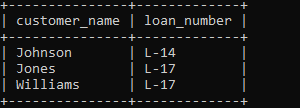 +---------------+-------------+
| customer_name | loan_number |
+---------------+-------------+
| Johnson       | L-14        |
| Jones         | L-17        |
| Williams      | L-17        |
+---------------+-------------+